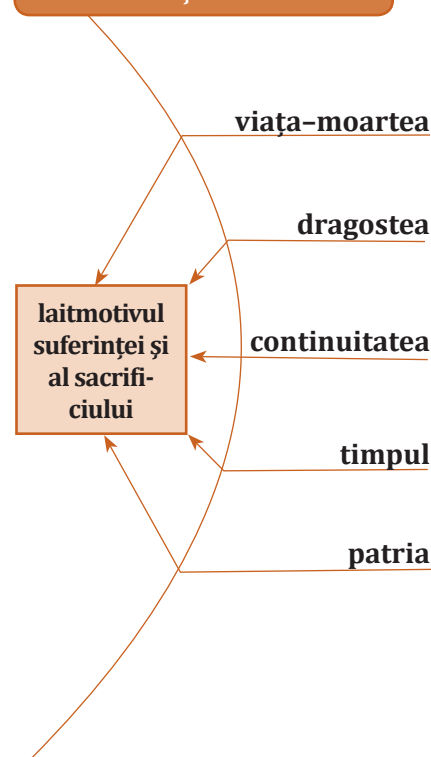 viața–moartea
dragostea
laitmotivul
suferinței și
al sacrifi-
ciului
continuitatea
timpul
patria